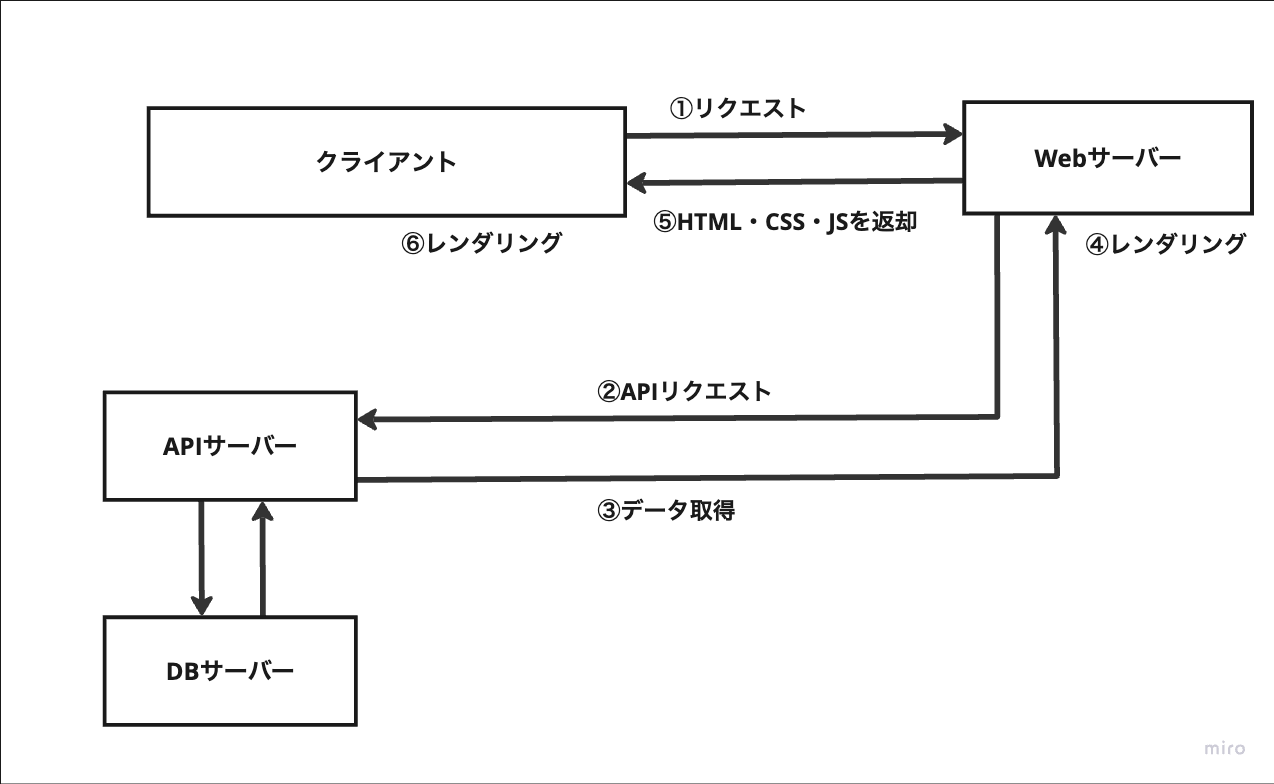 ①リクエスト
クライアント
Webサーバー
⑤HTML・CSS・JSを返却
⑥レンダリング
④レンダリング
②APIリクエスト
APIサーバー
③データ取得
DBサーバー
miro